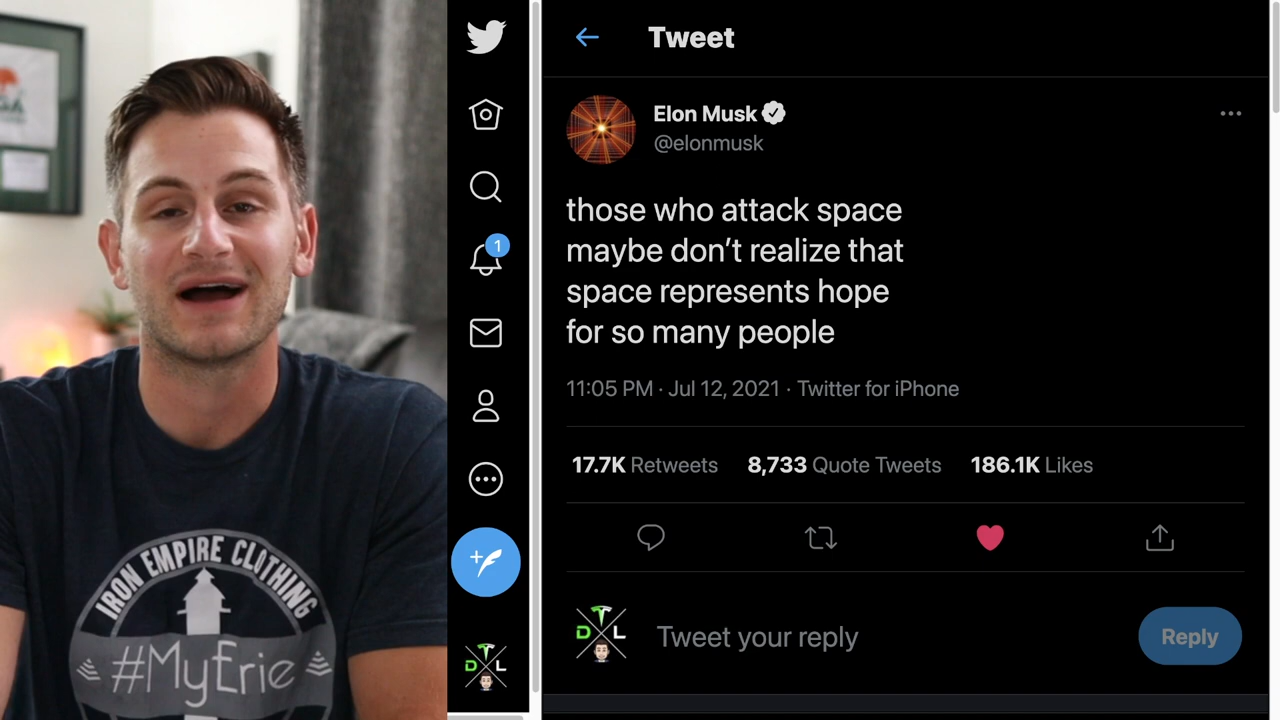 GA
IRON EMPIRE CLOTHING
#MyErie
1
D L
Tweet
Elon Musk
@elonmusk
those who attack space
maybe don’t realize that
space represents hope
for so many people
11:05 PM · Jul 12, 2021 · Twitter for iPhone
17.7K Retweets 8,733 Quote Tweets 186.1K Likes
D L
Tweet your reply
Reply